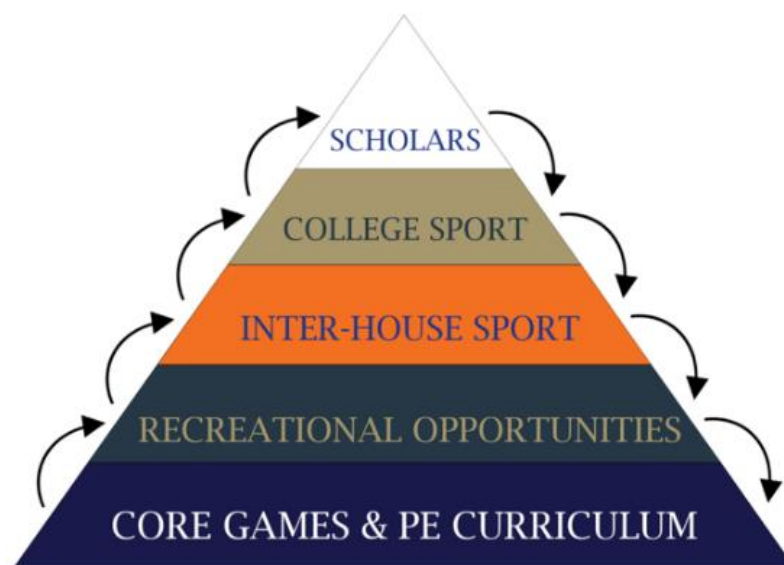 SCHOLARS
COLLEGE SPORT
INTER-HOUSE SPORT
RECREATIONAL OPPORTUNITIES
CORE GAMES & PE CURRICULUM